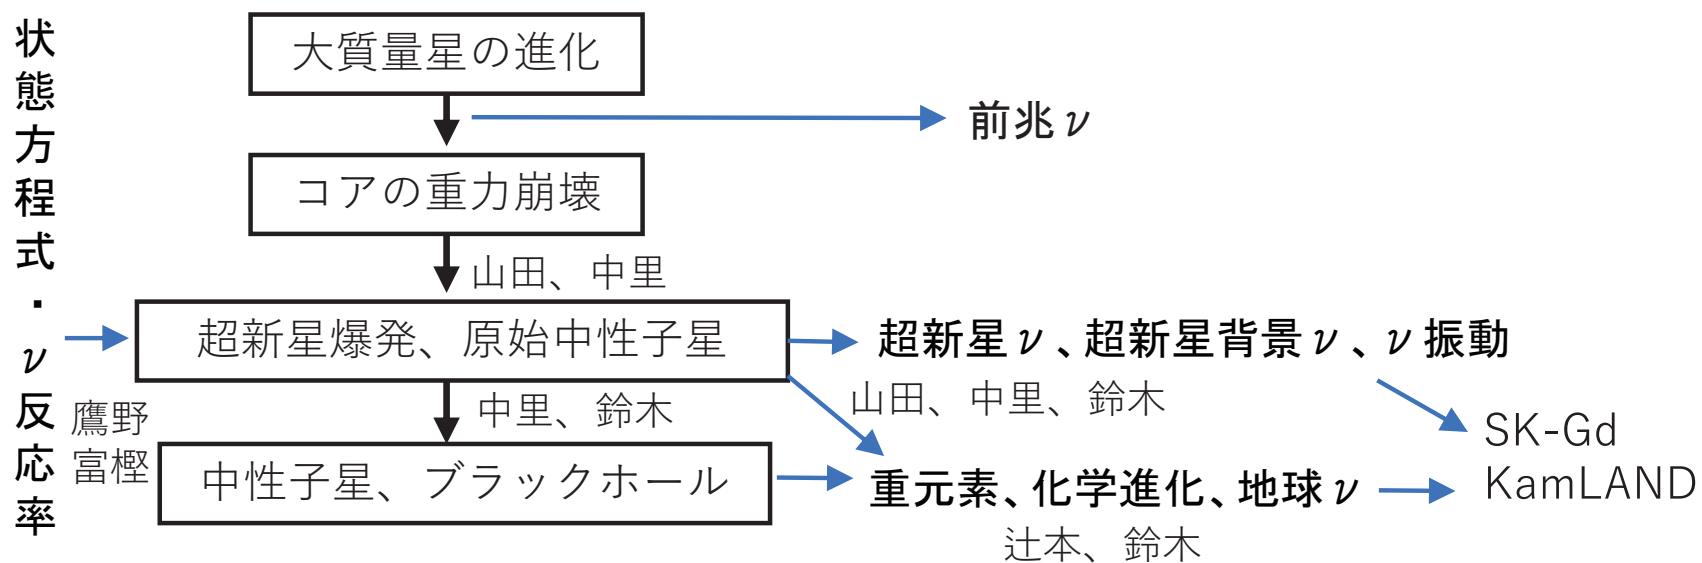 状態方程式・ν反応率
大質量星の進化
前兆ν
コアの重力崩壊
山田、中里
超新星爆発、原始中性子星
超新星ν、超新星背景ν、ν振動
山田、中里、鈴木
中里、鈴木
鷹野
富樫
中性子星、ブラックホール
重元素、化学進化、地球ν
辻本、鈴木
SK-Gd
KamLAND